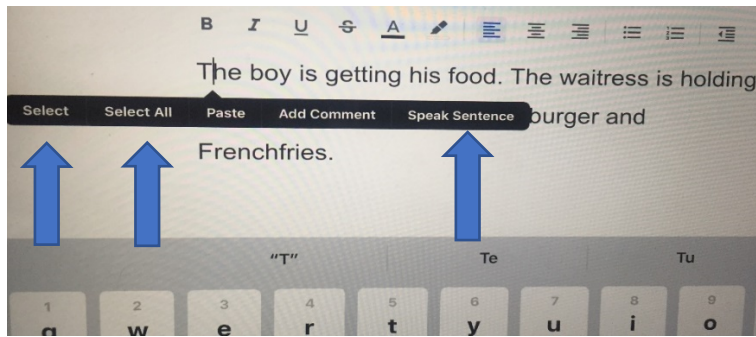 B I U S A
The boy is getting his food. The waitress is holding
Select Select All Paste Add Comment Speak Sentence burger and
Frenchfries.
“T” Te Tu
1 2 3 4 5 6 7 8 9
q w e r t y u i o